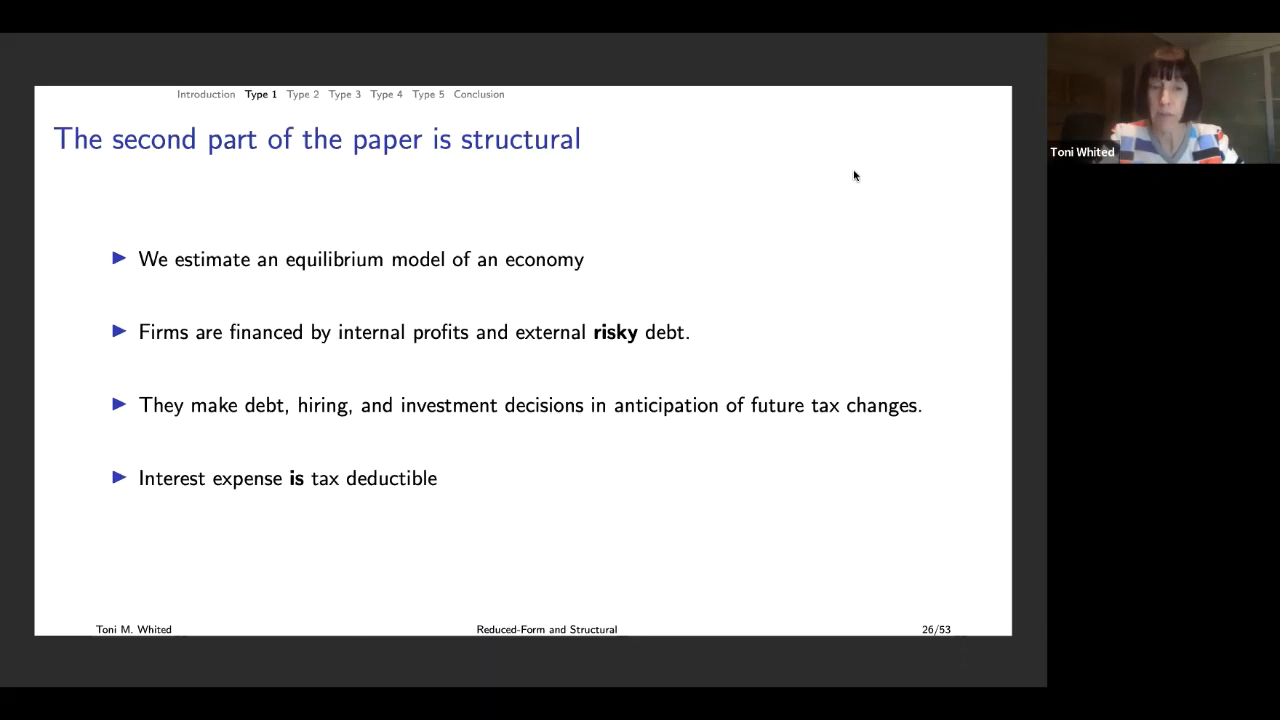 Introduction Type 1 Type 2 Type 3 Type 4 Type 5 Conclusion
The second part of the paper is structural
Toni Whited
▶ We estimate an equilibrium model of an economy
▶ Firms are financed by internal profits and external risky debt.
▶ They make debt, hiring, and investment decisions in anticipation of future tax changes.
▶ Interest expense is tax deductible
Toni M. Whited Reduced-Form and Structural 26/53